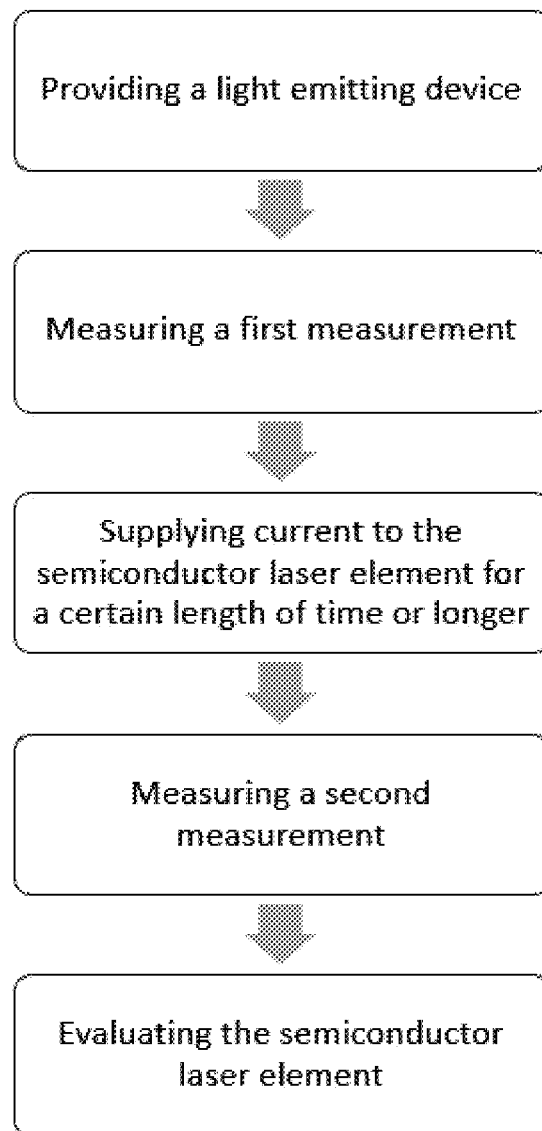 Providing a light emitting device
Measuring a first measurement
Supplying current to the
semiconductor laser element for
a certain length of time or longer
Measuring a second
measurement
Evaluating the semiconductor
laser element